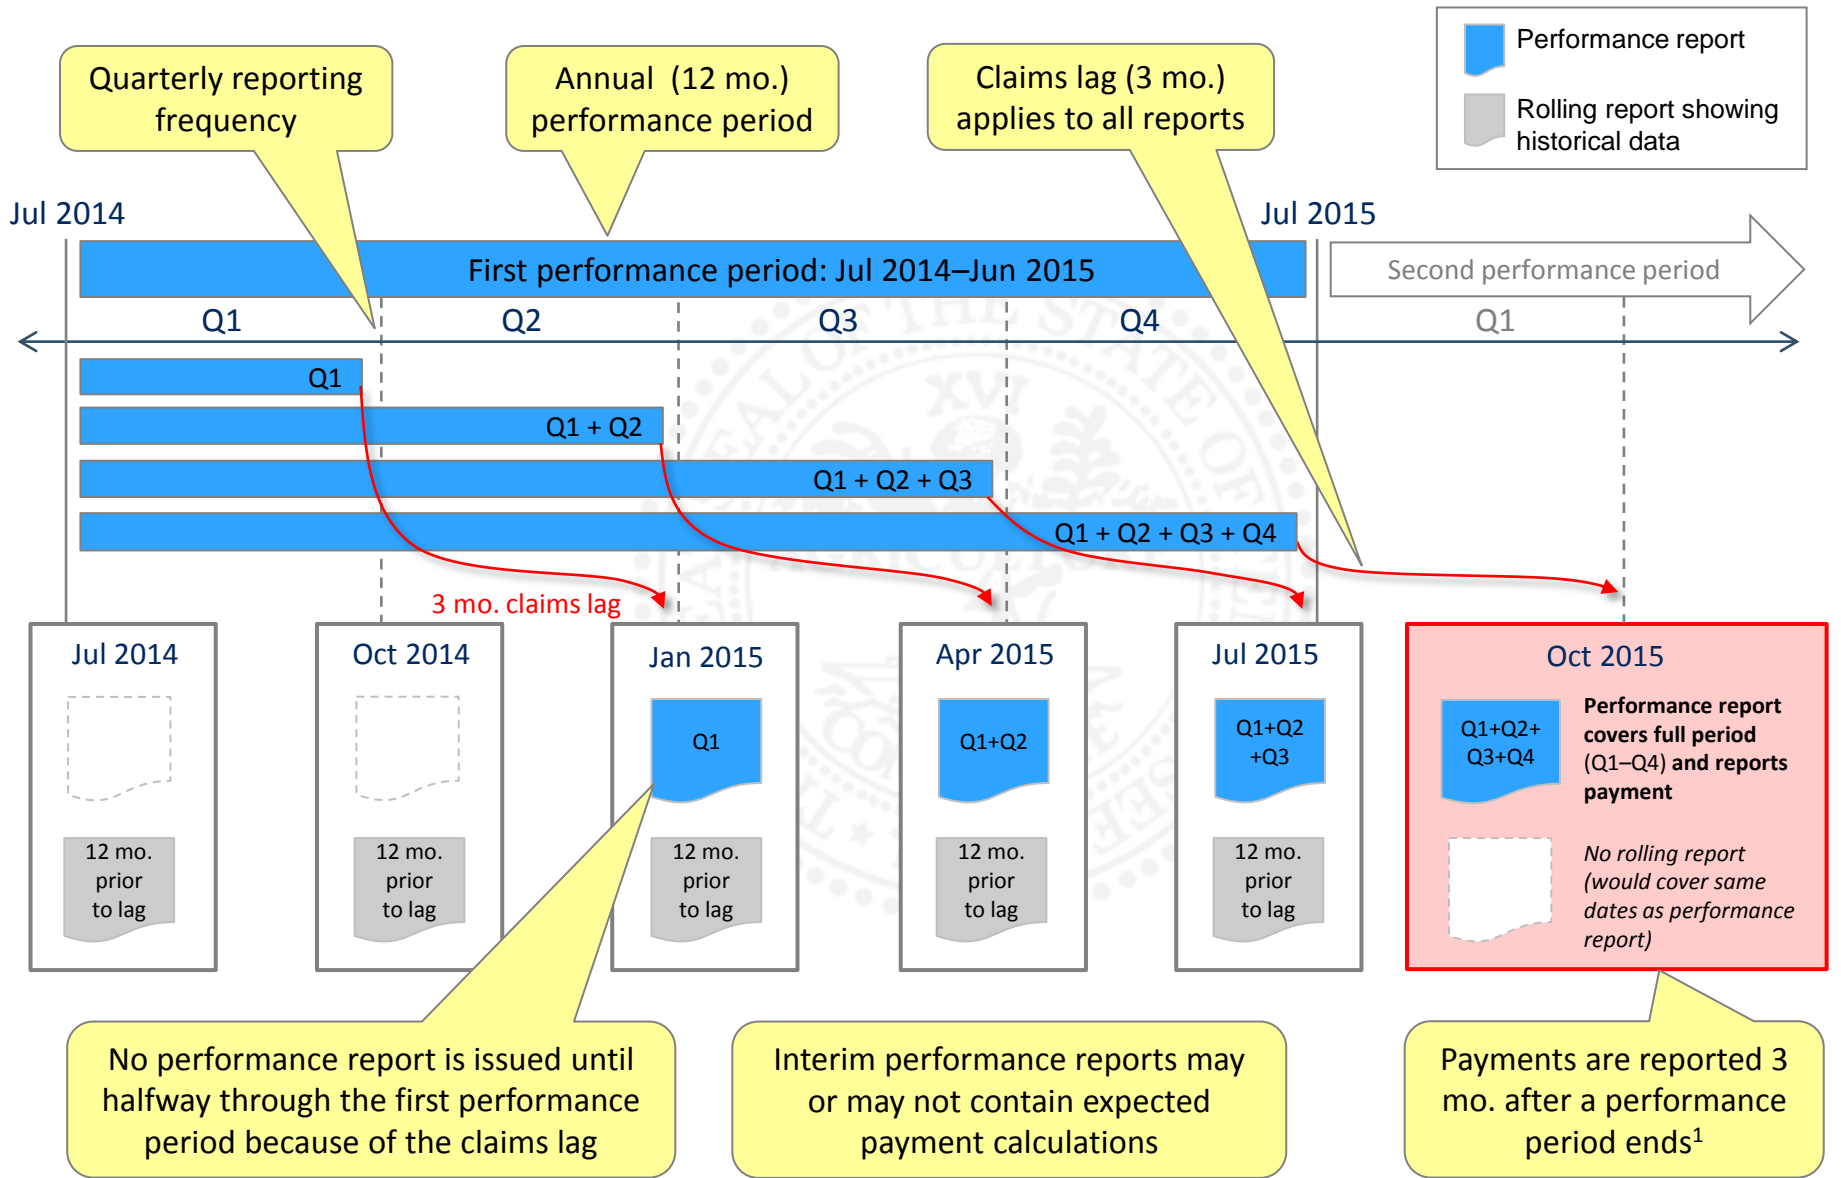 Performance report
Rolling report showing
historical data
Quarterly reporting
frequency
Annual (12 mo.)
performance period
Claims lag (3 mo.)
applies to all reports
Jul 2014
Jul 2015
First performance period: Jul 2014–Jun 2015
Second performance period
Q1
Q2
Q3
Q4
Q1
Q1
Q1 + Q2
Q1 + Q2 + Q3
Q1 + Q2 + Q3 + Q4
3 mo. claims lag
Jul 2014
12 mo.
prior
to lag
Oct 2014
12 mo.
prior
to lag
Jan 2015
Q1
12 mo.
prior
to lag
Apr 2015
Q1+Q2
12 mo.
prior
to lag
Jul 2015
Q1+Q2
+Q3
12 mo.
prior
to lag
Oct 2015
Q1+Q2+
Q3+Q4
Performance report
covers full period
(Q1–Q4) and reports
payment
No rolling report
(would cover same
dates as performance
report)
No performance report is issued until
halfway through the first performance
period because of the claims lag
Interim performance reports may
or may not contain expected
payment calculations
Payments are reported 3
mo. after a performance
period ends¹
XVI